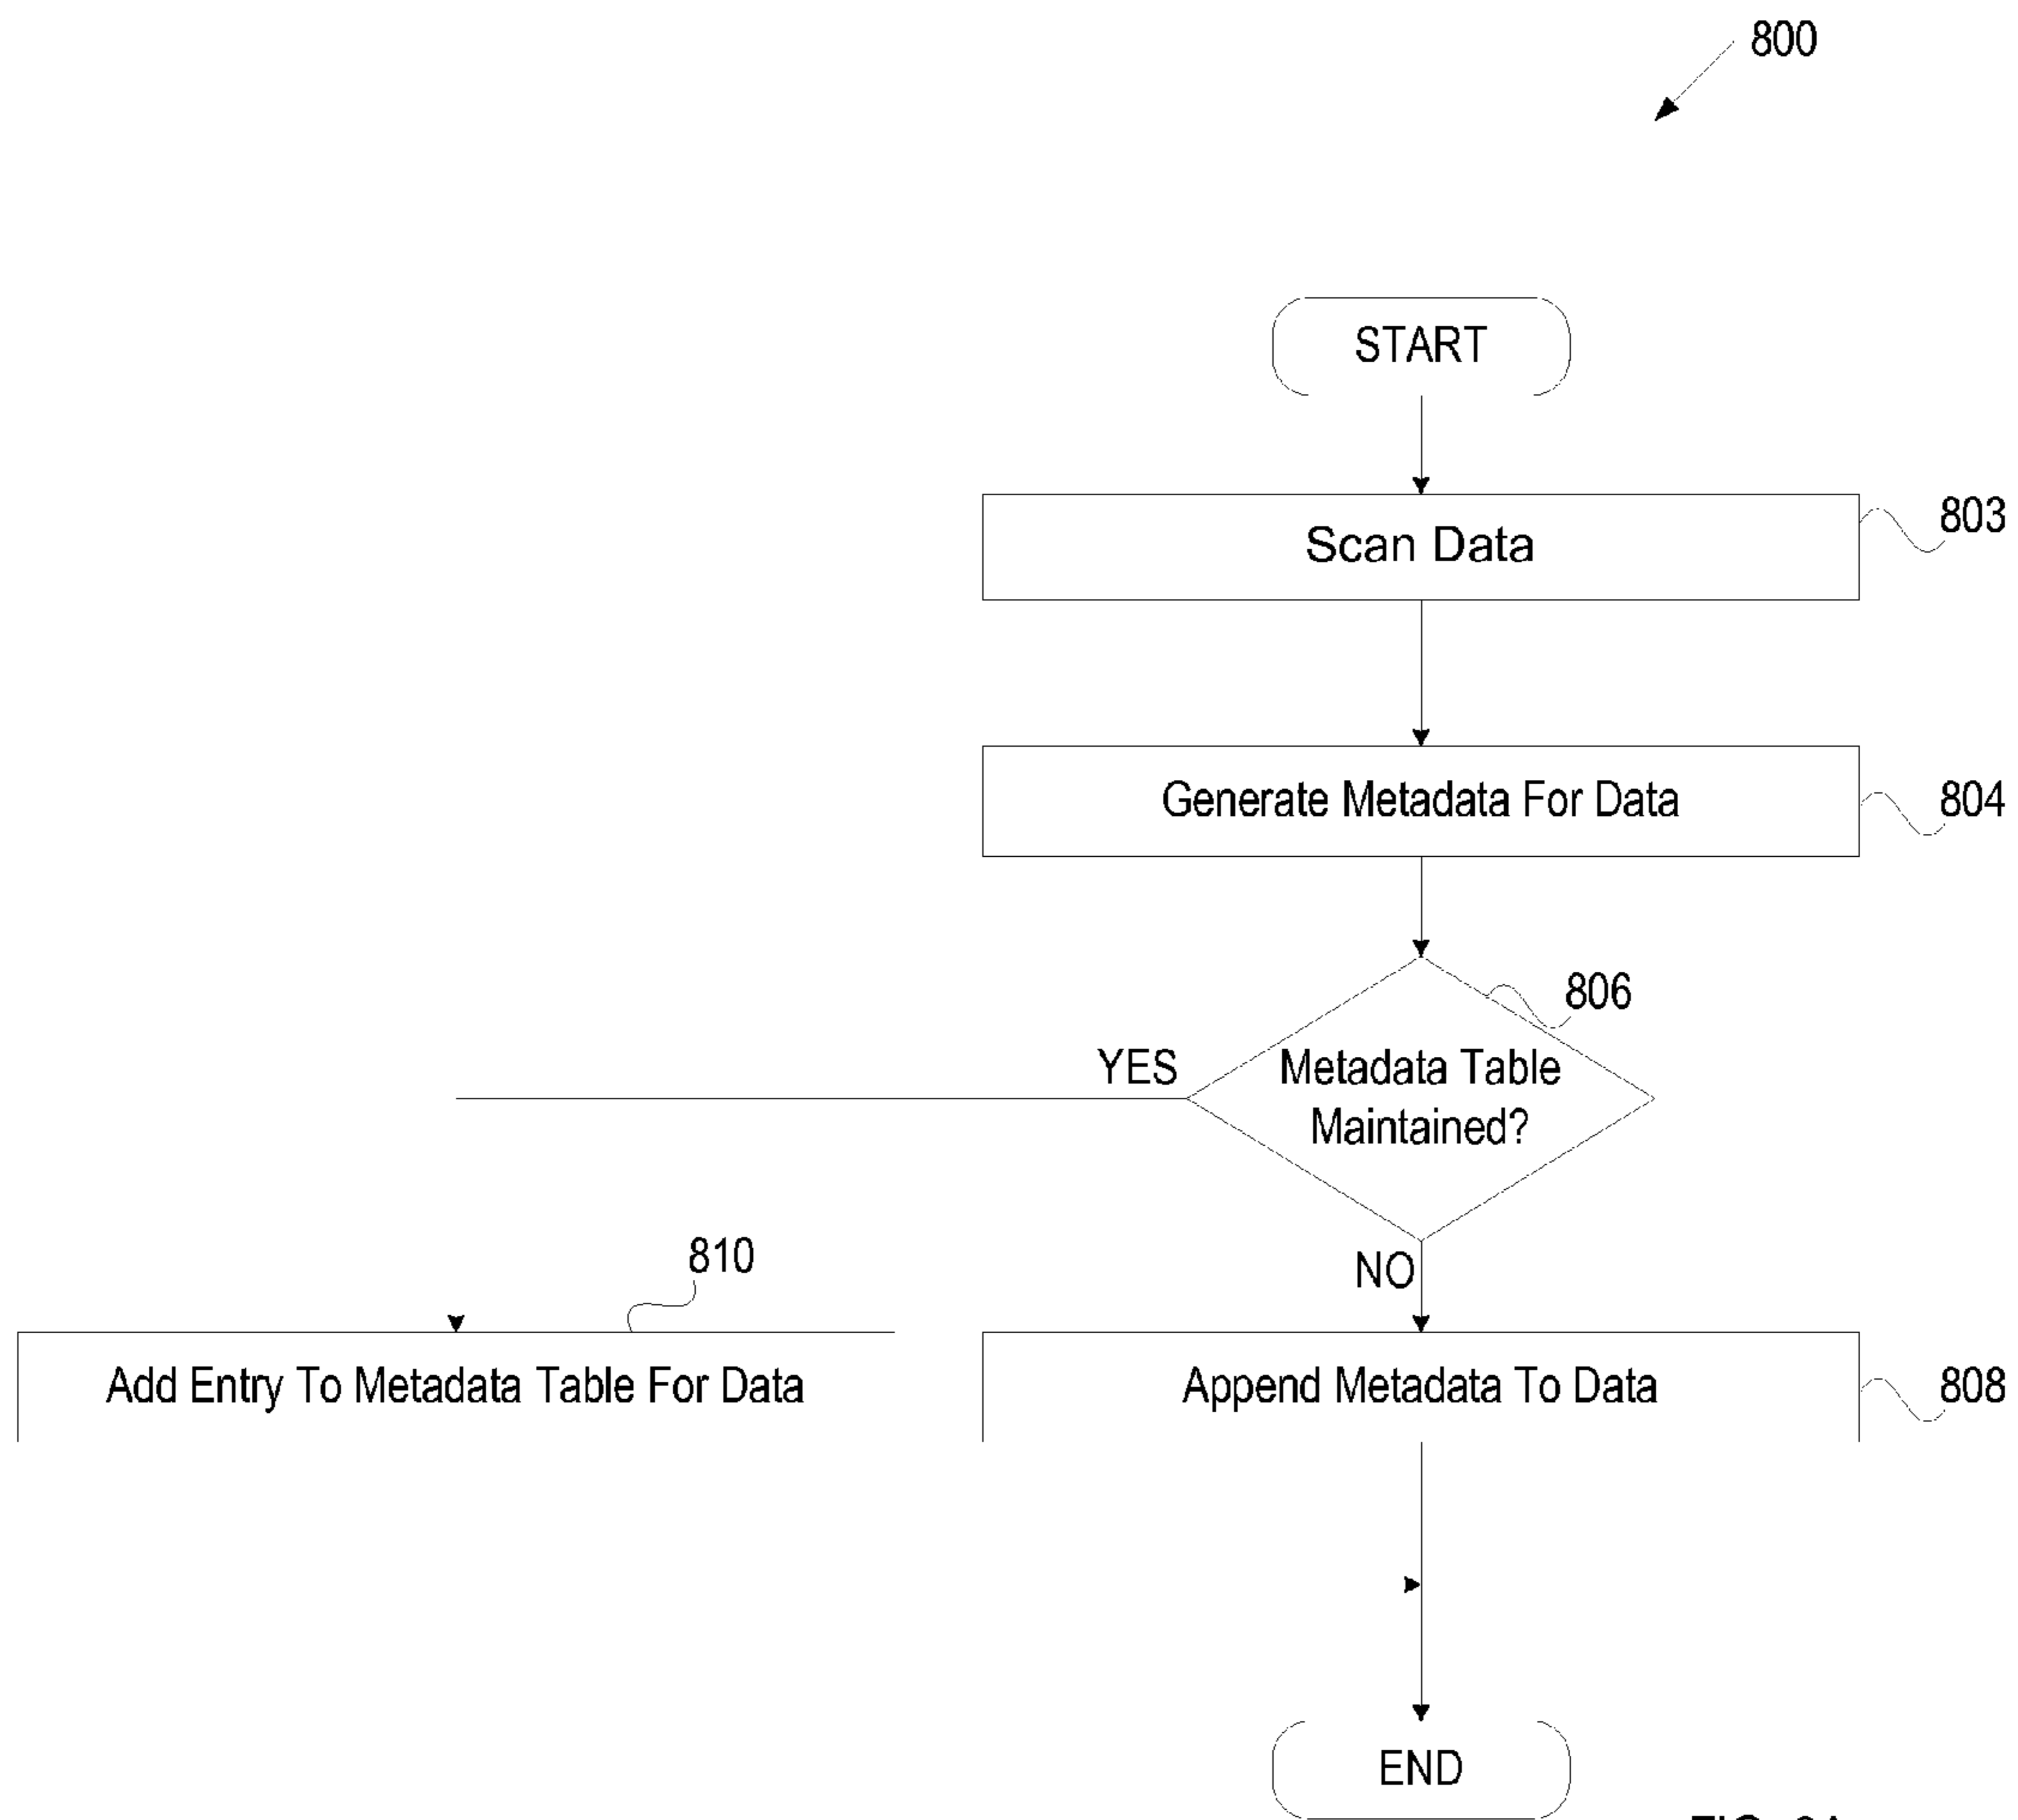 800
START
Scan Data
803
Generate Metadata For Data
804
806
YES
Metadata Table
Maintained?
NO
810
Add Entry To Metadata Table For Data
Append Metadata To Data
808
END